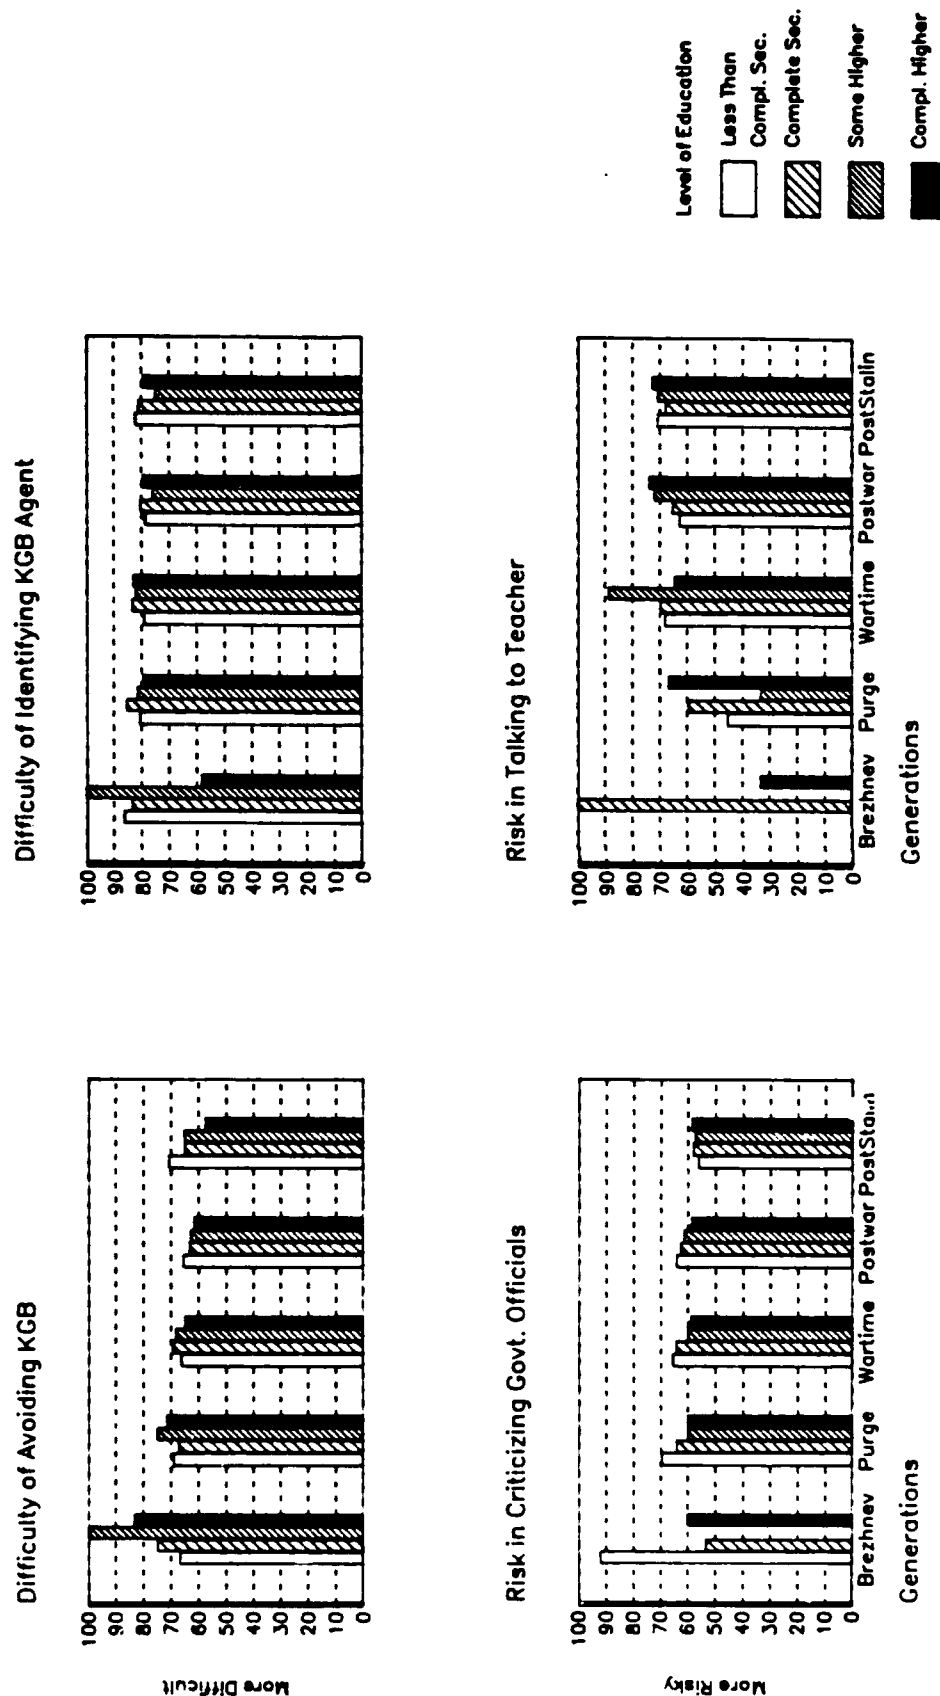 Difficulty of Avoiding KGB
More Difficult
100
90
80
70
60
50
40
30
20
10
0
Difficulty of Identifying KGB Agent
100
90
80
70
60
50
40
30
20
10
0
Risk in Criticizing Govt. Officials
More Risky
100
90
80
70
60
50
40
30
20
10
0
Brezhnev Purge Wartime Postwar PostStalin
Generations
Risk in Talking to Teacher
100
90
80
70
60
50
40
30
20
10
0
Brezhnev Purge Wartime Postwar PostStalin
Generations
Level of Education
Less Than
Compl. Sec.
Complete Sec.
Some Higher
Compl. Higher